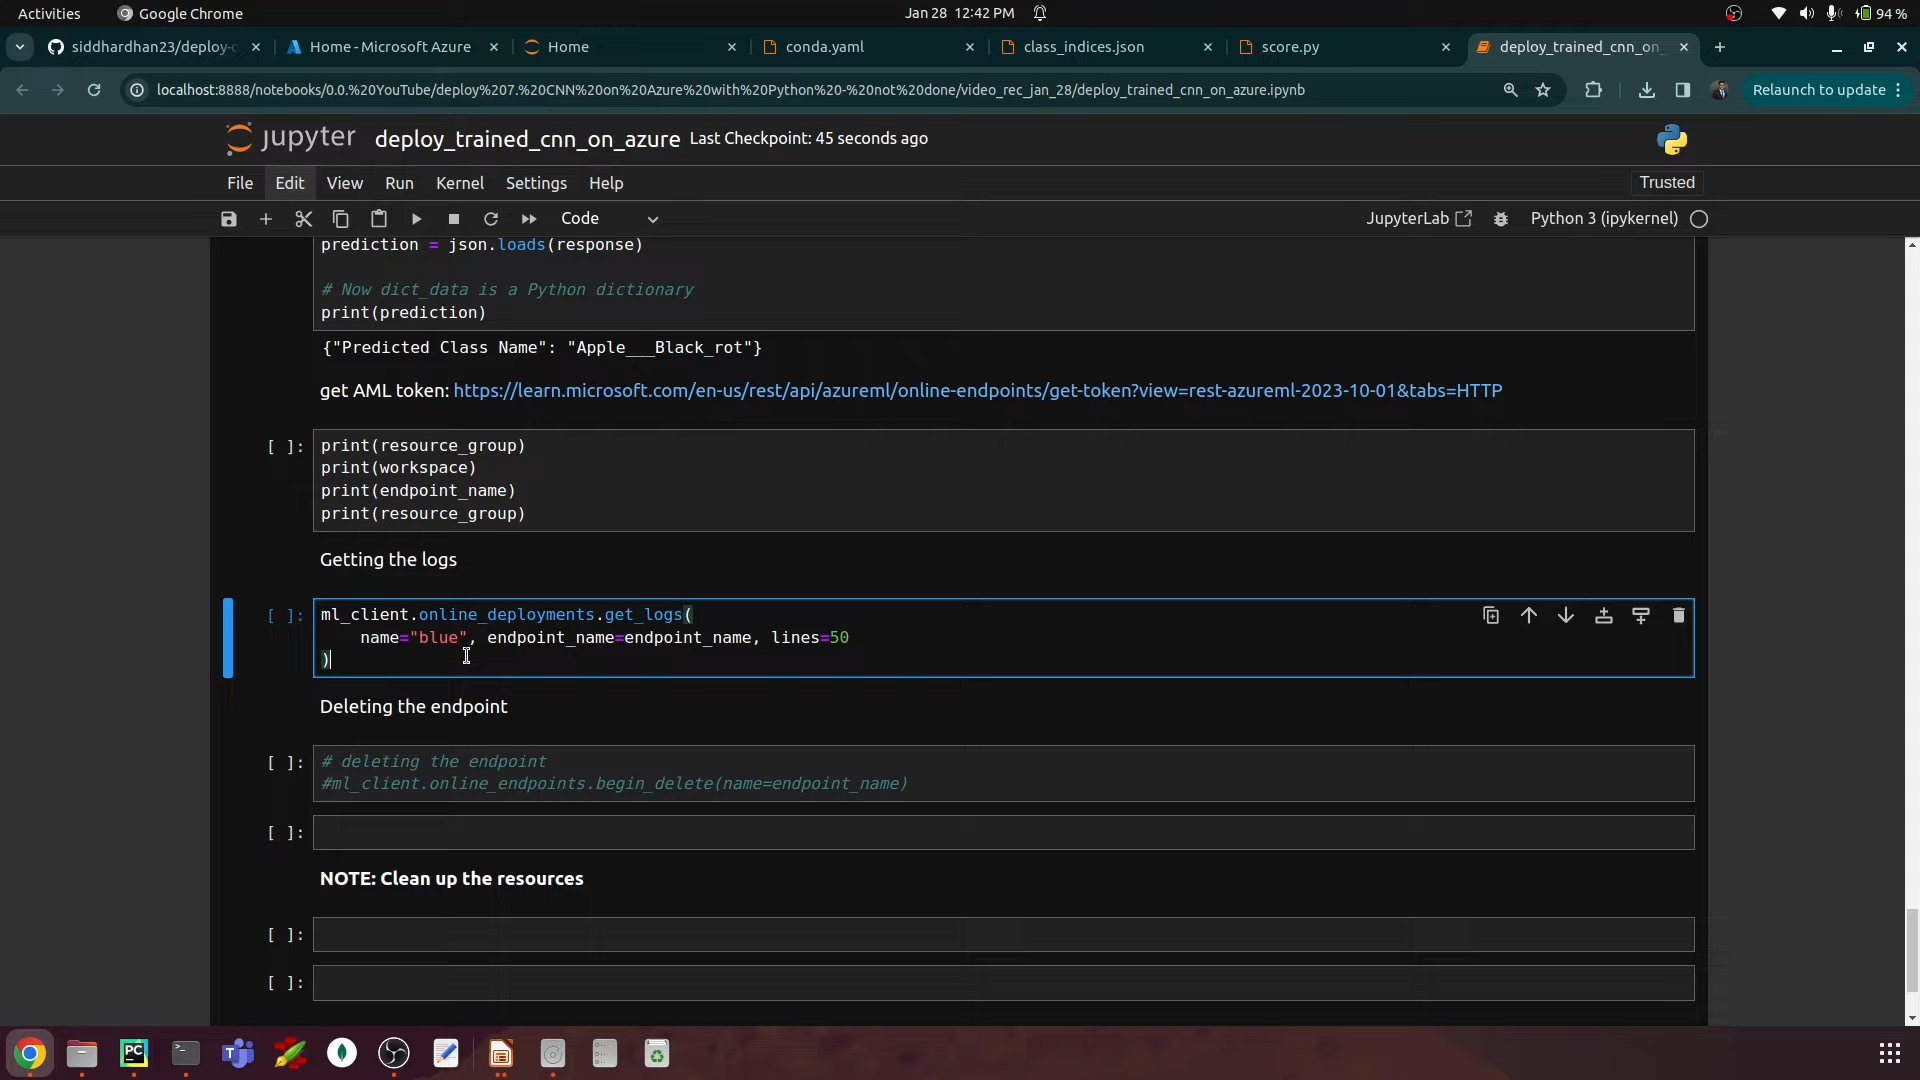 Activities
Google Chrome
Jan 28 12:42 PM
94 %
siddhardhan23/deploy-c
Home - Microsoft Azure
Home
conda.yaml
class_indices.json
score.py
deploy_trained_cnn_on_
localhost:8888/notebooks/0.0.%20YouTube/deploy%207.%20CNN%20on%20Azure%20with%20Python%20-%20not%20done/video_rec_jan_28/deploy_trained_cnn_on_azure.ipynb
Relaunch to update
jupyter
deploy_trained_cnn_on_azure Last Checkpoint: 45 seconds ago
File Edit View Run Kernel Settings Help
Trusted
Code
JupyterLab
Python 3 (ipykernel)
prediction = json.loads(response)
# Now dict_data is a Python dictionary
print(prediction)
{"Predicted Class Name": "Apple___Black_rot"}
get AML token: https://learn.microsoft.com/en-us/rest/api/azureml/online-endpoints/get-token?view=rest-azureml-2023-10-01&tabs=HTTP
[ ]: print(resource_group)
print(workspace)
print(endpoint_name)
print(resource_group)
Getting the logs
[ ]: ml_client.online_deployments.get_logs(
name="blue", endpoint_name=endpoint_name, lines=50
)
Deleting the endpoint
[ ]: # deleting the endpoint
#ml_client.online_endpoints.begin_delete(name=endpoint_name)
[ ]:
NOTE: Clean up the resources
[ ]:
[ ]:
PC